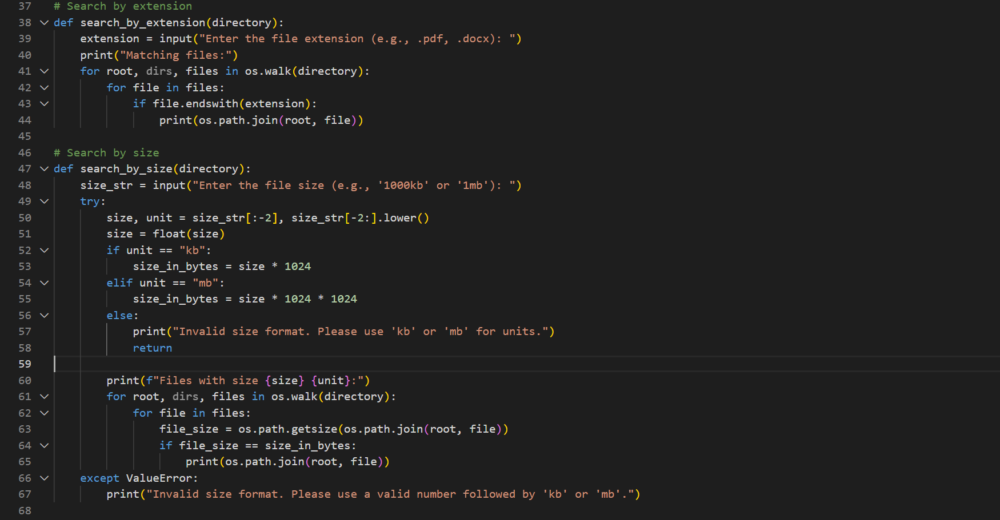 37 # Search by extension
38 def search_by_extension(directory):
39     extension = input("Enter the file extension (e.g., .pdf, .docx): ")
40     print("Matching files:")
41     for root, dirs, files in os.walk(directory):
42         for file in files:
43             if file.endswith(extension):
44                 print(os.path.join(root, file))
45
46 # Search by size
47 def search_by_size(directory):
48     size_str = input("Enter the file size (e.g., '1000kb' or '1mb'): ")
49     try:
50         size, unit = size_str[:-2], size_str[-2:].lower()
51         size = float(size)
52         if unit == "kb":
53             size_in_bytes = size * 1024
54         elif unit == "mb":
55             size_in_bytes = size * 1024 * 1024
56         else:
57             print("Invalid size format. Please use 'kb' or 'mb' for units.")
58             return
59
60         print(f"Files with size {size} {unit}:")
61         for root, dirs, files in os.walk(directory):
62             for file in files:
63                 file_size = os.path.getsize(os.path.join(root, file))
64                 if file_size == size_in_bytes:
65                     print(os.path.join(root, file))
66     except ValueError:
67         print("Invalid size format. Please use a valid number followed by 'kb' or 'mb'.")
68